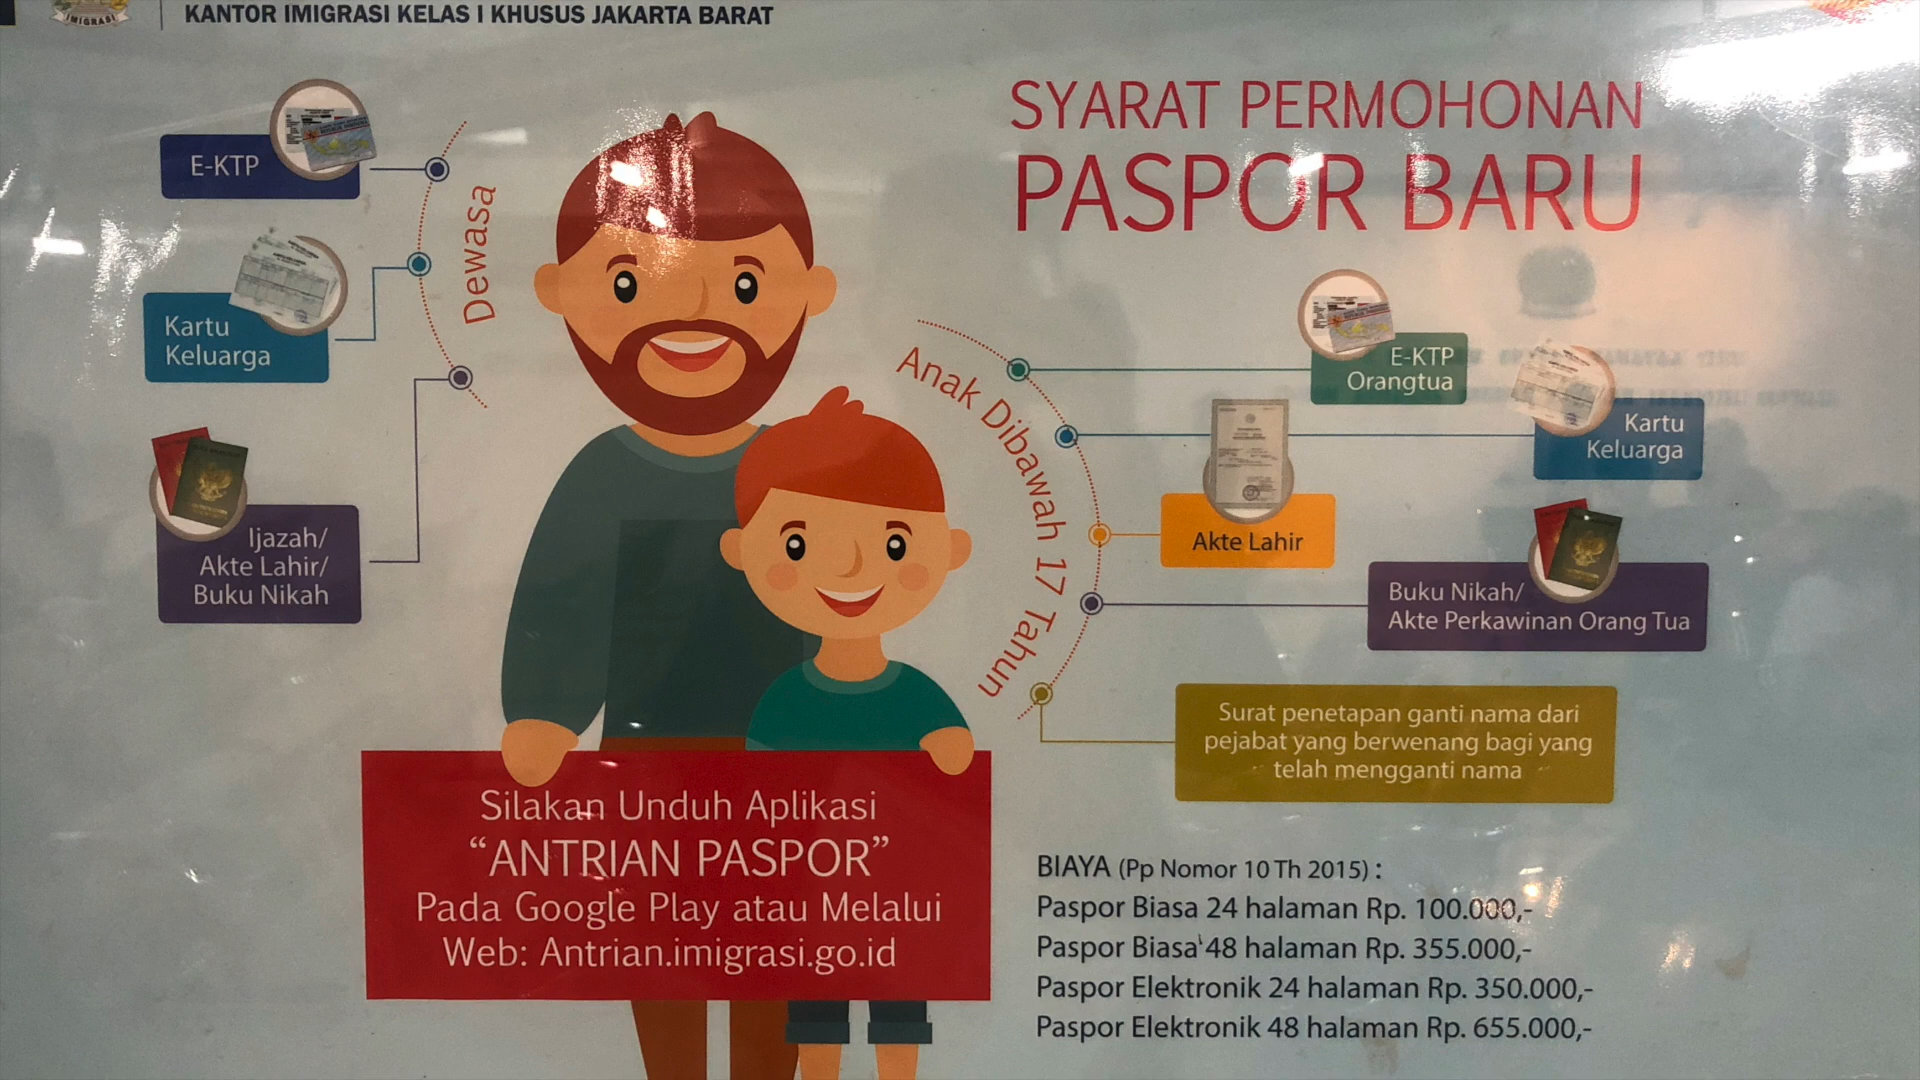 IMIGRASI
KANTOR IMIGRASI KELAS I KHUSUS JAKARTA BARAT
SYARAT PERMOHONAN
PASPOR BARU
Dewasa
E-KTP
Kartu
Keluarga
Ijazah/
Akte Lahir/
Buku Nikah
Anak Dibawah 17 Tahun
E-KTP
Orangtua
Kartu
Keluarga
Akte Lahir
Buku Nikah/
Akte Perkawinan Orang Tua
Surat penetapan ganti nama dari
pejabat yang berwenang bagi yang
telah mengganti nama
Silakan Unduh Aplikasi
“ANTRIAN PASPOR”
Pada Google Play atau Melalui
Web: Antrian.imigrasi.go.id
BIAYA (Pp Nomor 10 Th 2015) :
Paspor Biasa 24 halaman Rp. 100.000,-
Paspor Biasa 48 halaman Rp. 355.000,-
Paspor Elektronik 24 halaman Rp. 350.000,-
Paspor Elektronik 48 halaman Rp. 655.000,-